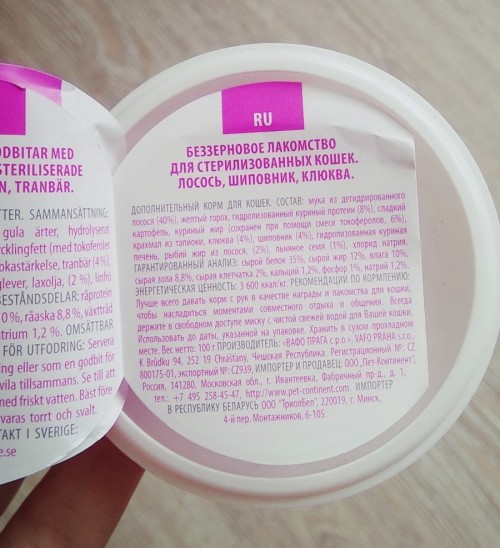 ODBITAR MED
STERILISERADE
N, TRANBÄR.
TTER. SAMMANSÄTTNING:
gula ärter, hydrolyserat
ycklingfett (med tokoferoler
okastärkelse, tranbär (4%),
glever, laxolja, (2 %), linfrö
BESTÅNDSDELAR: råprotein
0%, råaska 8,8%, växttråd
trium 1,2 %. OMSÄTTBAR
FÖR UTFODRING: Servera
ing eller som en godbit för
vila tillsammans. Se till att
ed friskt vatten. Bäst före
varas torrt och svalt.
TAKT I SVERIGE:
e.se
RU
БЕЗЗЕРНОВОЕ ЛАКОМСТВО
ДЛЯ СТЕРИЛИЗОВАННЫХ КОШЕК.
ЛОСОСЬ, ШИПОВНИК, КЛЮКВА.
ДОПОЛНИТЕЛЬНЫЙ КОРМ ДЛЯ КОШЕК. СОСТАВ: мука из дегидрированного
лосося (40%), желтый горох, гидролизованный куриный протеин (8%), сладкий
картофель, куриный жир (сохранен при помощи смеси токоферолов, 6%),
крахмал из тапиоки, клюква (4%), шиповник (4%), гидролизованная куриная
печень, рыбий жир из лосося, (2%), льняное семя (1%), хлорид натрия.
ГАРАНТИРОВАННЫЙ АНАЛИЗ: сырой белок 35%, сырой жир 12%, влага 10%,
сырая зола 8,8%, сырая клетчатка 2%, кальций 1,2%, фосфор 1%, натрий 1,2%.
ЭНЕРГЕТИЧЕСКАЯ ЦЕННОСТЬ: 3 600 ккал/кг. РЕКОМЕНДАЦИИ ПО КОРМЛЕНИЮ:
Лучше всего давать корм с рук в качестве награды и лакомства для кошки,
чтобы насладиться моментами совместного отдыха и общения. Всегда
держите в свободном доступе миску с чистой свежей водой для Вашей кошки.
Использовать до даты, указанной на упаковке. Хранить в сухом прохладном
месте. Вес нетто: 100 г ПРОИЗВОДИТЕЛЬ: «ВАФО ПРАГА с.р.о.», VAFO PRAHA s.r.o.,
K Brůdku 94, 252 19 Chrášťany, Чешская Республика. Регистрационный №: CZ
800175-01, экспортный №: CZ939, ИМПОРТЕР И ПРОДАВЕЦ: ООО „Пет-Континент“,
Россия, 141280, Московская обл., г. Ивантеевка, Фабричный пр-д, д. 1.
тел.: +7 495 258-45-47, http://www.pet-continent.com. ИМПОРТЕР
В РЕСПУБЛИКУ БЕЛАРУСЬ ООО "Триолбел", 220019, г. Минск,
4-й пер. Монтажников, 6-105.